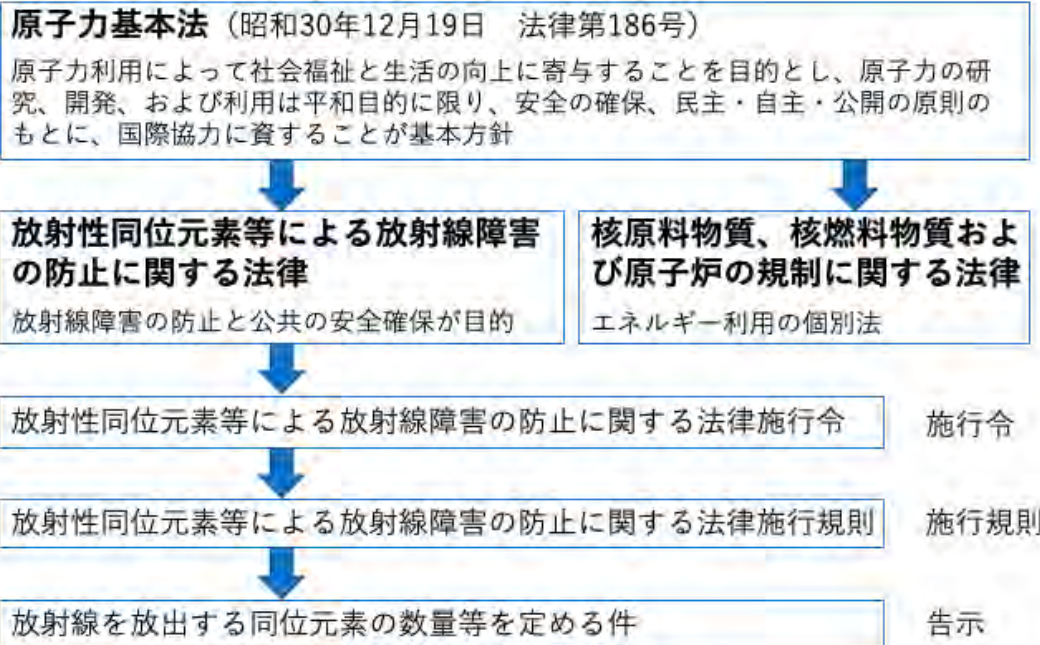 原子力基本法（昭和30年12月19日　法律第186号）
原子力利用によって社会福祉と生活の向上に寄与することを目的とし、原子力の研
究、開発、および利用は平和目的に限り、安全の確保、民主・自主・公開の原則の
もとに、国際協力に資することが基本方針
放射性同位元素等による放射線障害
の防止に関する法律
放射線障害の防止と公共の安全確保が目的
核原料物質、核燃料物質およ
び原子炉の規制に関する法律
エネルギー利用の個別法
放射性同位元素等による放射線障害の防止に関する法律施行令
施行令
放射性同位元素等による放射線障害の防止に関する法律施行規則
施行規則
放射線を放出する同位元素の数量等を定める件
告示